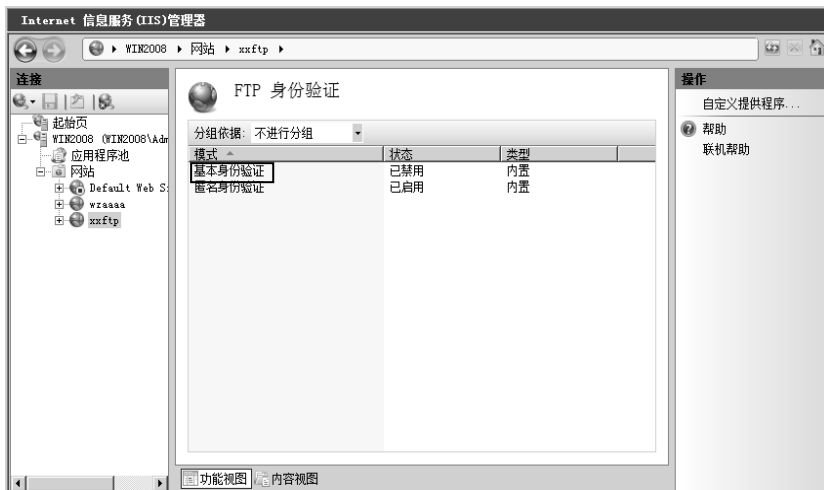 Internet 信息服务(IIS)管理器
WIN2008 网站 xxftp
连接
起始页
WIN2008 (WIN2008\Adm
应用程序池
网站
Default Web S
wzaaaa
xxftp
FTP 身份验证
分组依据: 不进行分组
模式 状态 类型
基本身份验证 已禁用 内置
匿名身份验证 已启用 内置
功能视图 内容视图
操作
自定义提供程序...
帮助
联机帮助